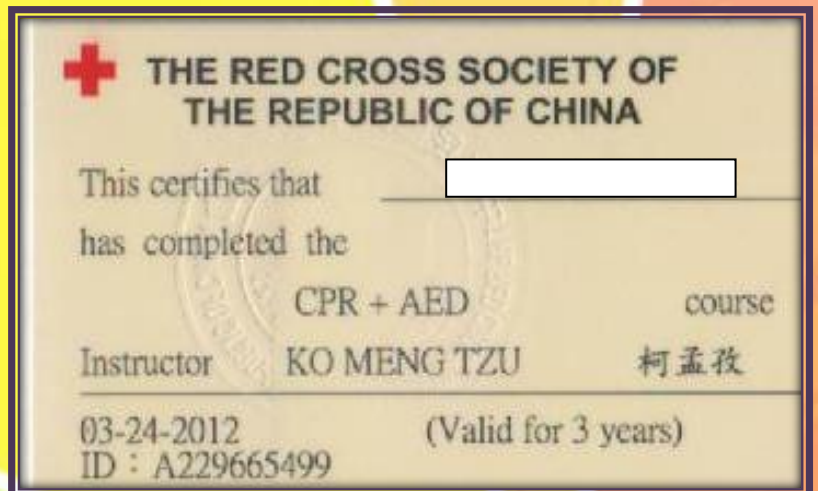 THE RED CROSS SOCIETY OF
THE REPUBLIC OF CHINA
This certifies that
has completed the
CPR + AED course
Instructor KO MENG TZU 柯孟孜
03-24-2012 (Valid for 3 years)
ID：A229665499